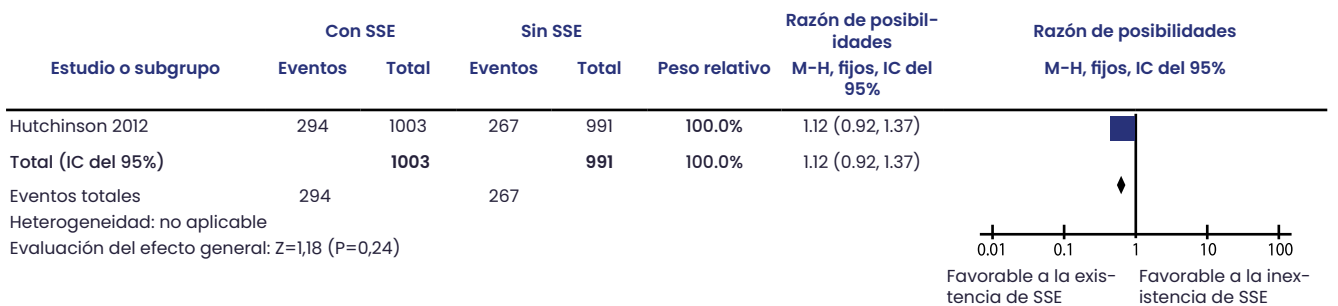 Con SSE Sin SSE Razón de posibil-
idades Razón de posibilidades
Estudio o subgrupo Eventos Total Eventos Total Peso relativo M-H, fijos, IC del
95% M-H, fijos, IC del 95%
Hutchinson 2012 294 1003 267 991 100.0% 1.12 (0.92, 1.37)
Total (IC del 95%) 1003 991 100.0% 1.12 (0.92, 1.37)
Eventos totales 294 267
Heterogeneidad: no aplicable
Evaluación del efecto general: Z=1,18 (P=0,24)
0.01 0.1 1 10 100
Favorable a la exis-
tencia de SSE
Favorable a la inex-
istencia de SSE